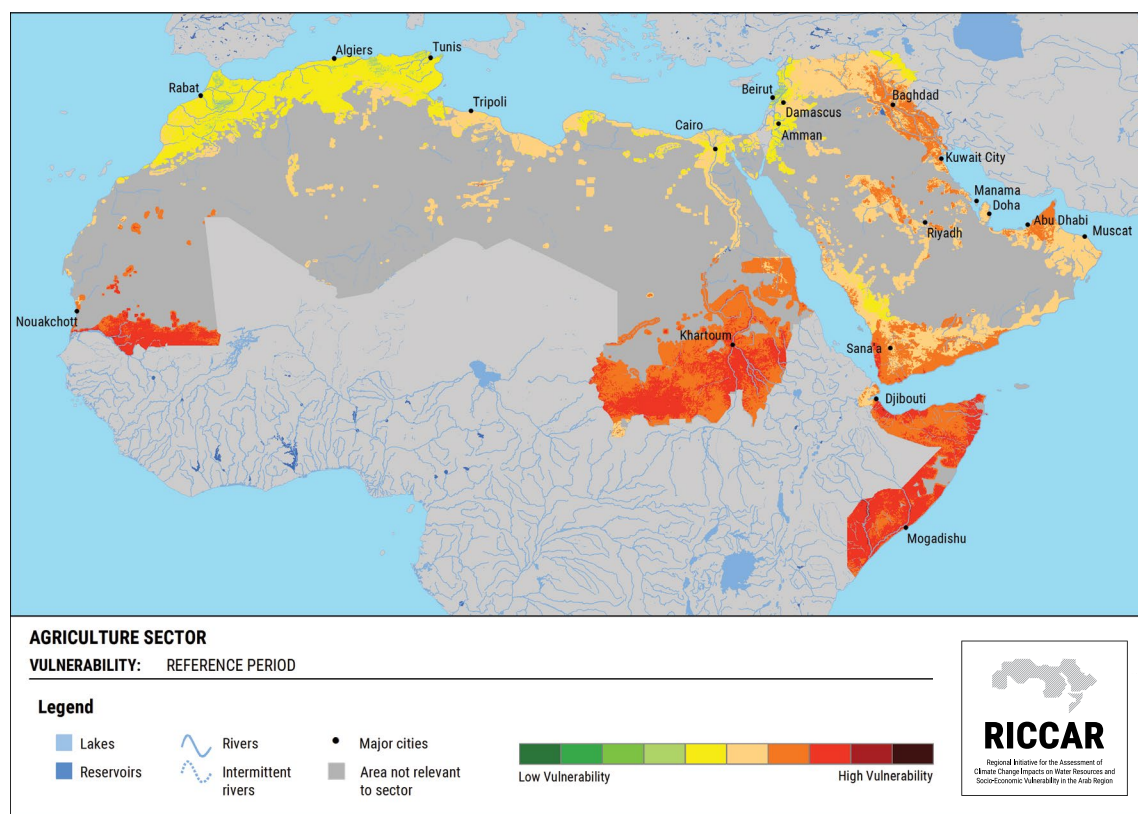 Algiers
Tunis
Rabat
Tripoli
Beirut
Damascus
Amman
Baghdad
Cairo
Kuwait City
Manama
Doha
Abu Dhabi
Riyadh
Muscat
Nouakchott
Khartoum
Sana'a
Djibouti
Mogadishu
AGRICULTURE SECTOR
VULNERABILITY: REFERENCE PERIOD
Legend
Lakes
Reservoirs
Rivers
Intermittent
rivers
Major cities
Area not relevant
to sector
Low Vulnerability
High Vulnerability
RICCAR
Regional Initiative for the Assessment of
Climate Change Impacts on Water Resources and
Socio-Economic Vulnerability in the Arab Region